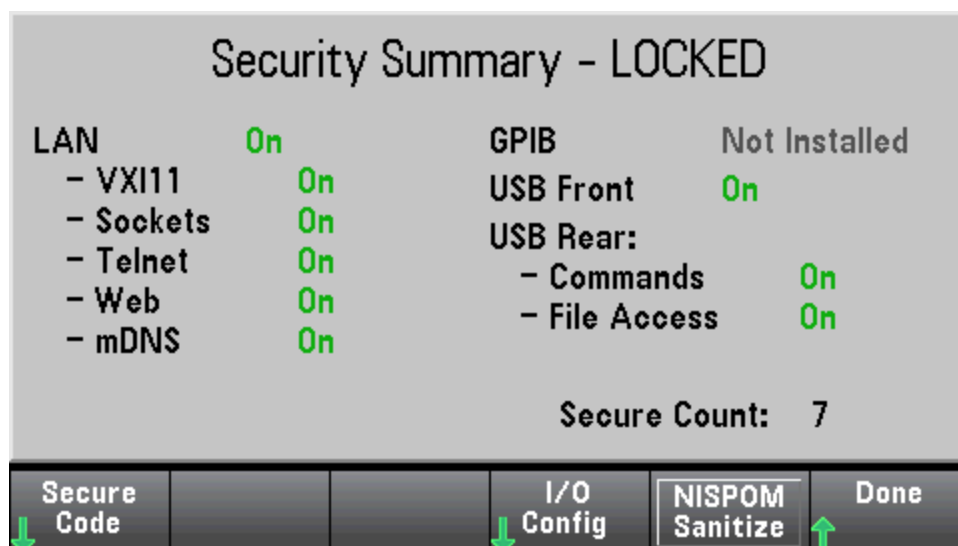 Security Summary - LOCKED
LAN On
- VXI11 On
- Sockets On
- Telnet On
- Web On
- mDNS On
GPIB Not Installed
USB Front On
USB Rear:
- Commands On
- File Access On
Secure Count: 7
Secure
Code
I/O
Config
NISPOM
Sanitize
Done